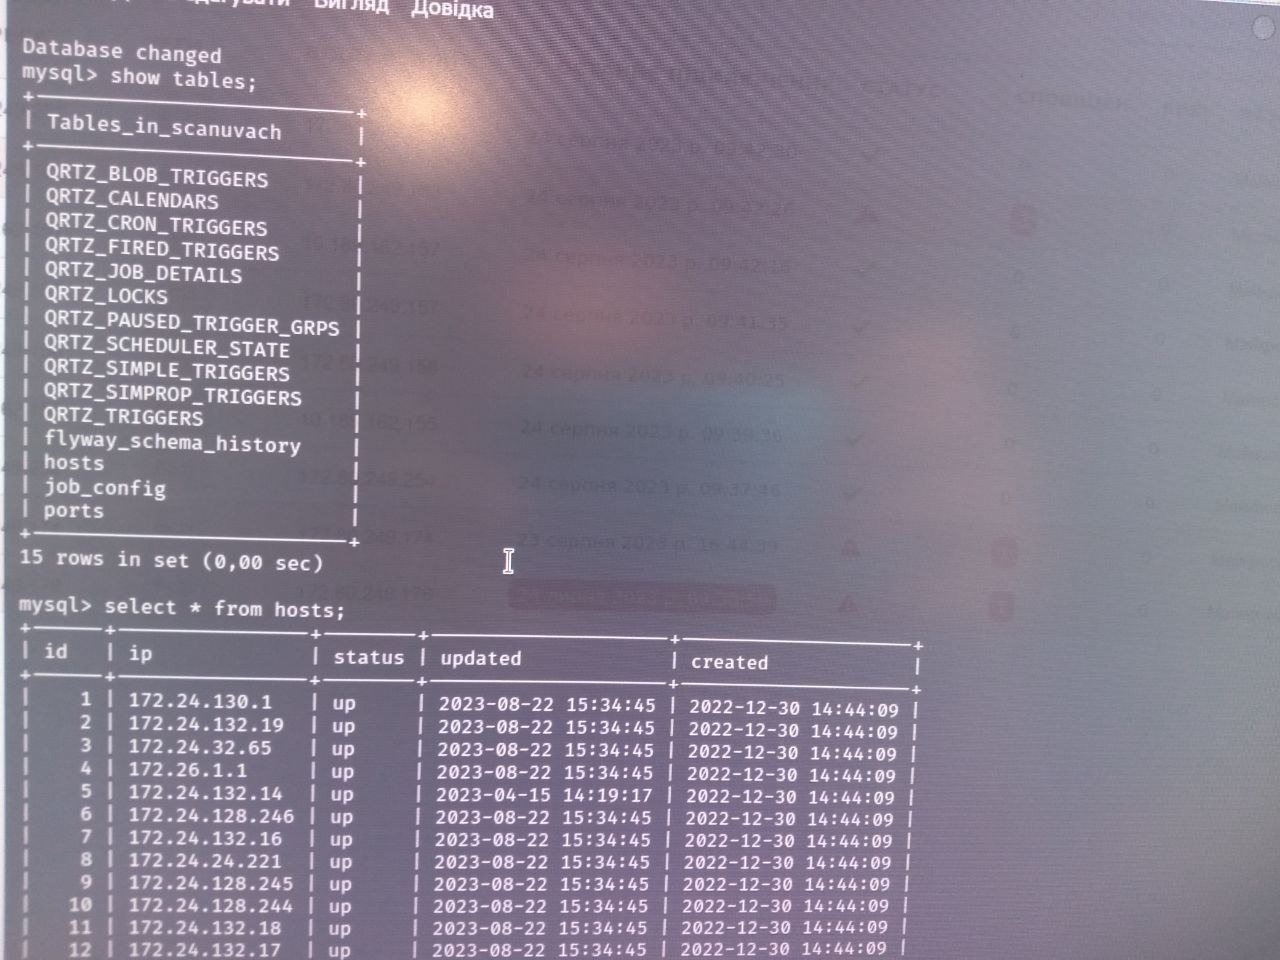 Вигляд Довідка
Database changed
mysql> show tables;
+------------------------+
| Tables_in_scanuvach |
+------------------------+
| QRTZ_BLOB_TRIGGERS |
| QRTZ_CALENDARS |
| QRTZ_CRON_TRIGGERS |
| QRTZ_FIRED_TRIGGERS |
| QRTZ_JOB_DETAILS |
| QRTZ_LOCKS |
| QRTZ_PAUSED_TRIGGER_GRPS |
| QRTZ_SCHEDULER_STATE |
| QRTZ_SIMPLE_TRIGGERS |
| QRTZ_SIMPROP_TRIGGERS |
| QRTZ_TRIGGERS |
| flyway_schema_history |
| hosts |
| job_config |
| ports |
+------------------------+
15 rows in set (0,00 sec)
mysql> select * from hosts;
+------+----------------+--------+---------------------+---------------------+
| id | ip | status | updated | created |
+------+----------------+--------+---------------------+---------------------+
| 1 | 172.24.130.1 | up | 2023-08-22 15:34:45 | 2022-12-30 14:44:09 |
| 2 | 172.24.132.19 | up | 2023-08-22 15:34:45 | 2022-12-30 14:44:09 |
| 3 | 172.24.32.65 | up | 2023-08-22 15:34:45 | 2022-12-30 14:44:09 |
| 4 | 172.26.1.1 | up | 2023-08-22 15:34:45 | 2022-12-30 14:44:09 |
| 5 | 172.24.132.14 | up | 2023-04-15 14:19:17 | 2022-12-30 14:44:09 |
| 6 | 172.24.128.246 | up | 2023-08-22 15:34:45 | 2022-12-30 14:44:09 |
| 7 | 172.24.132.16 | up | 2023-08-22 15:34:45 | 2022-12-30 14:44:09 |
| 8 | 172.24.24.221 | up | 2023-08-22 15:34:45 | 2022-12-30 14:44:09 |
| 9 | 172.24.128.245 | up | 2023-08-22 15:34:45 | 2022-12-30 14:44:09 |
| 10 | 172.24.128.244 | up | 2023-08-22 15:34:45 | 2022-12-30 14:44:09 |
| 11 | 172.24.132.18 | up | 2023-08-22 15:34:45 | 2022-12-30 14:44:09 |
| 12 | 172.24.132.17 | up | 2023-08-22 15:34:45 | 2022-12-30 14:44:09 |